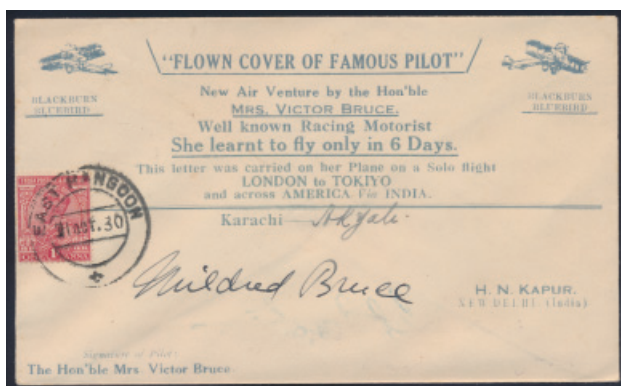 "FLOWN COVER OF FAMOUS PILOT"
New Air Venture by the Hon'ble
MRS. VICTOR BRUCE.
Well known Racing Motorist
She learnt to fly only in 6 Days.
This letter was carried on her Plane on a Solo flight
LONDON to TOKIYO
and across AMERICA Via INDIA.
BLACKBURN
BLUEBIRD
BLACKBURN
BLUEBIRD
Karachi Akyab.
EAST RANGOON
OCT.30
Mildred Bruce
H. N. KAPUR.
NEW DELHI (India)
Signature of Pilot:
The Hon'ble Mrs. Victor Bruce.